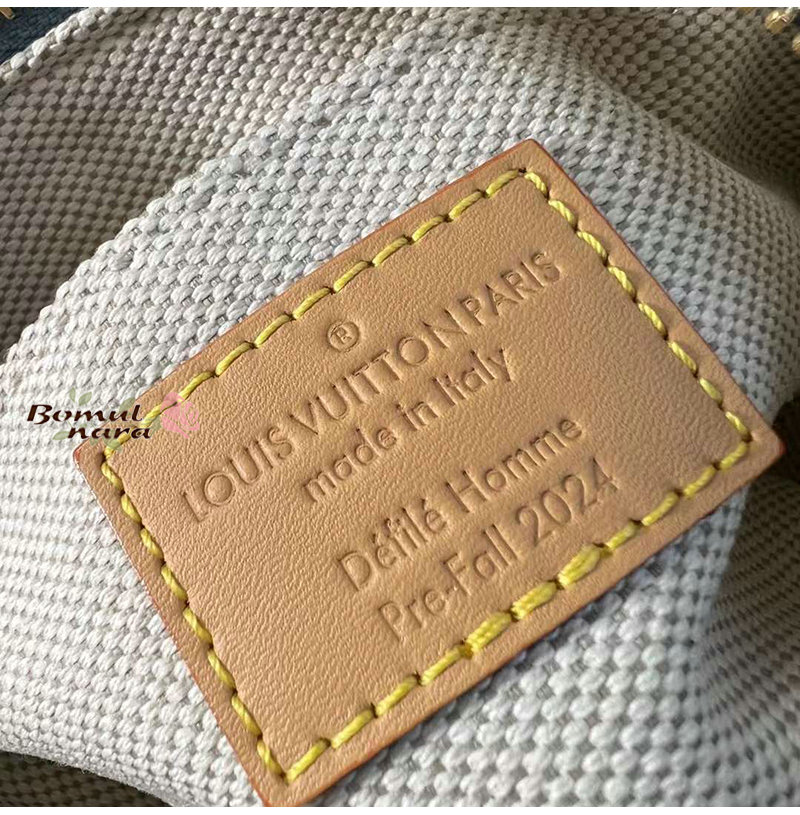 ®
LOUIS VUITTON PARIS
made in Italy
Défilé Homme
Pre-Fall 2024
Bomul
nara